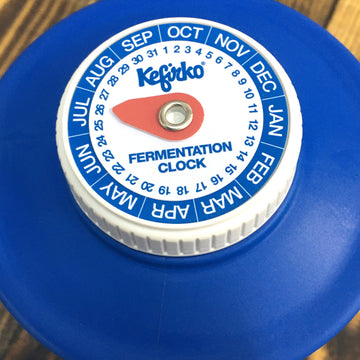 JAN FEB MAR APR MAY JUN JUL AUG SEP OCT NOV DEC
1 2 3 4 5 6 7 8 9 10 11 12 13 14 15 16 17 18 19 20 21 22 23 24 25 26 27 28 29 30 31
Kefirko
FERMENTATION
CLOCK